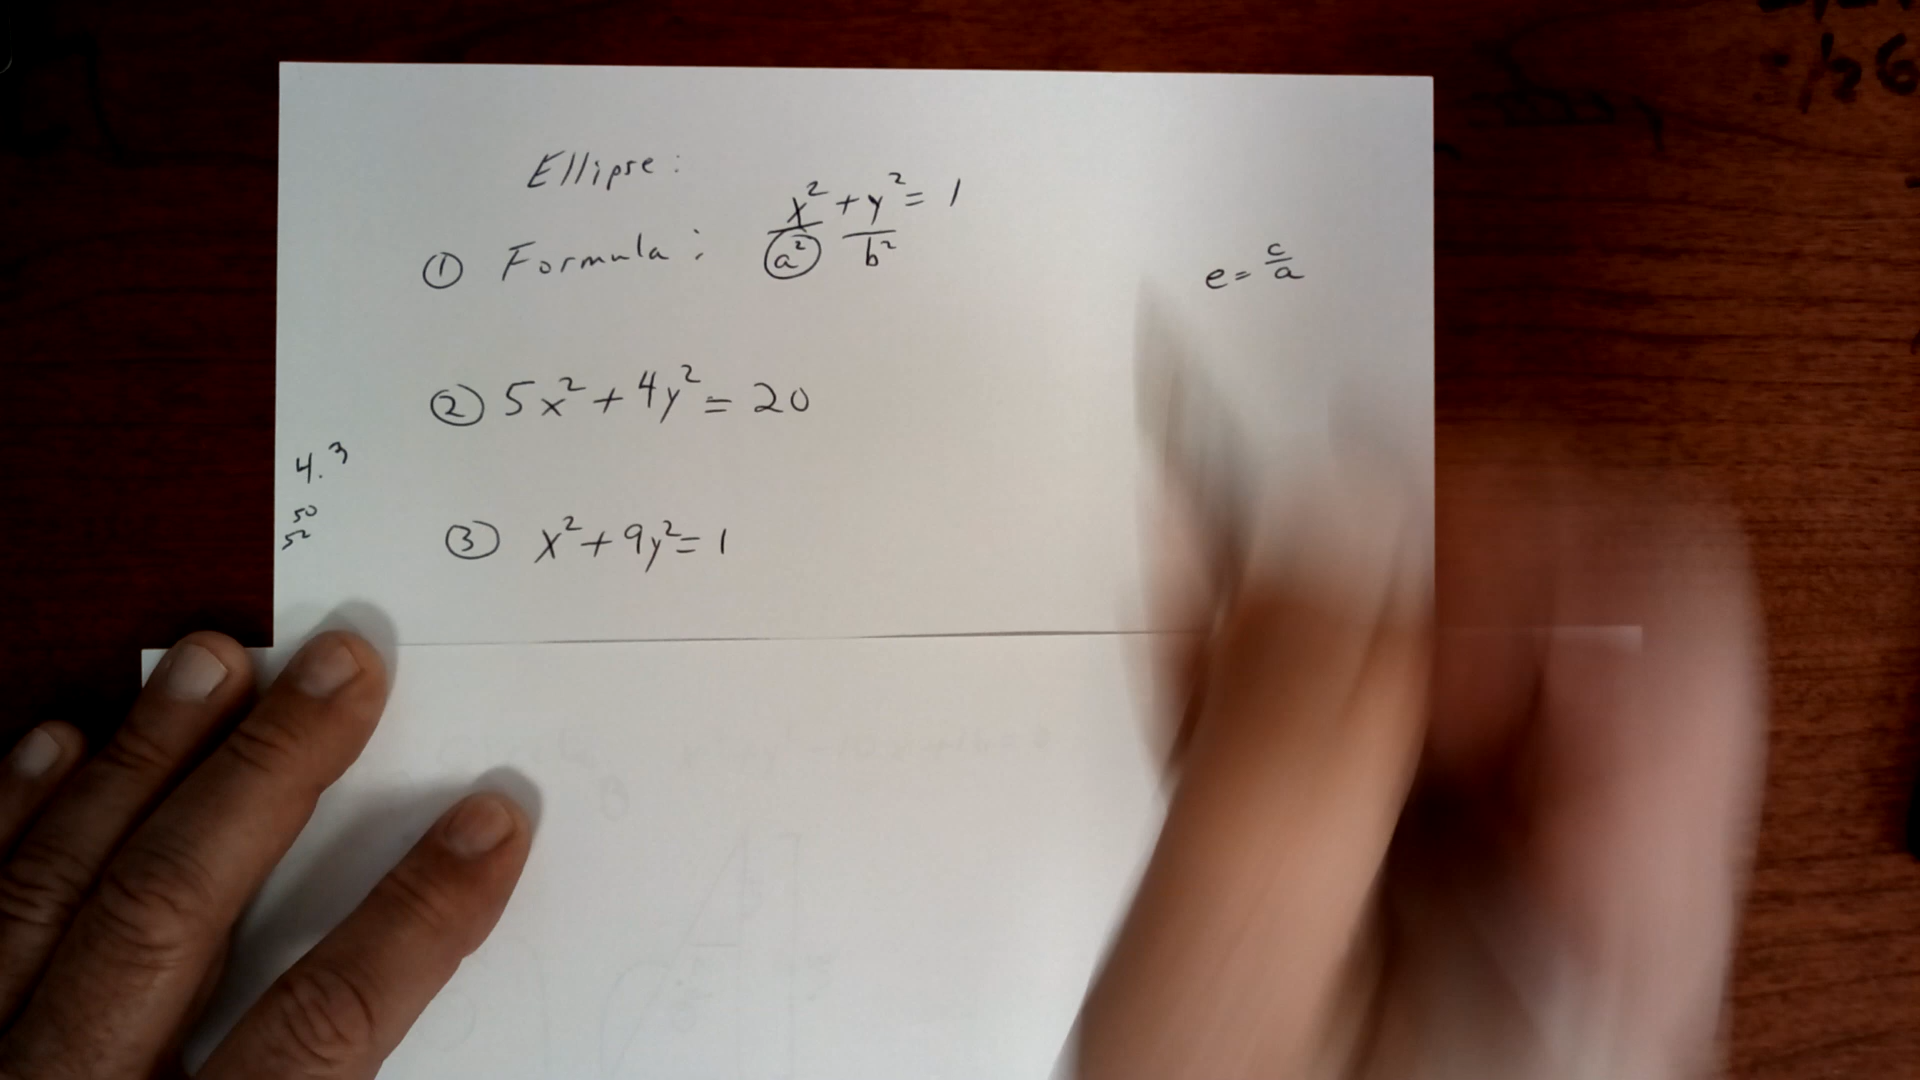 Ellipse:
① Formula: x²/a² + y²/b² = 1
e = c/a
② 5x² + 4y² = 20
4.3
50
52
③ x² + 9y² = 1